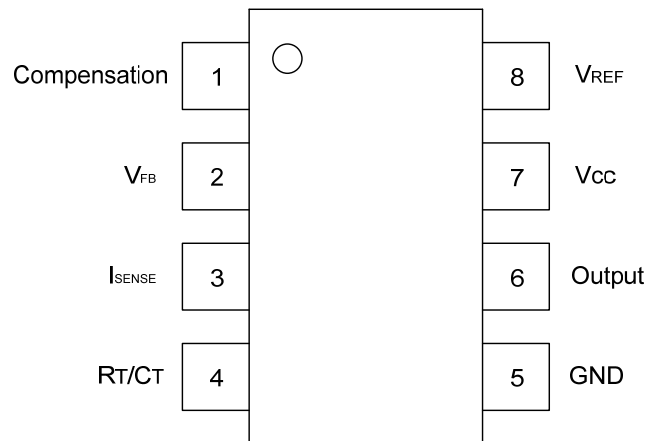 Compensation 1 8 VREF
VFB 2 7 VCC
ISENSE 3 6 Output
RT/CT 4 5 GND